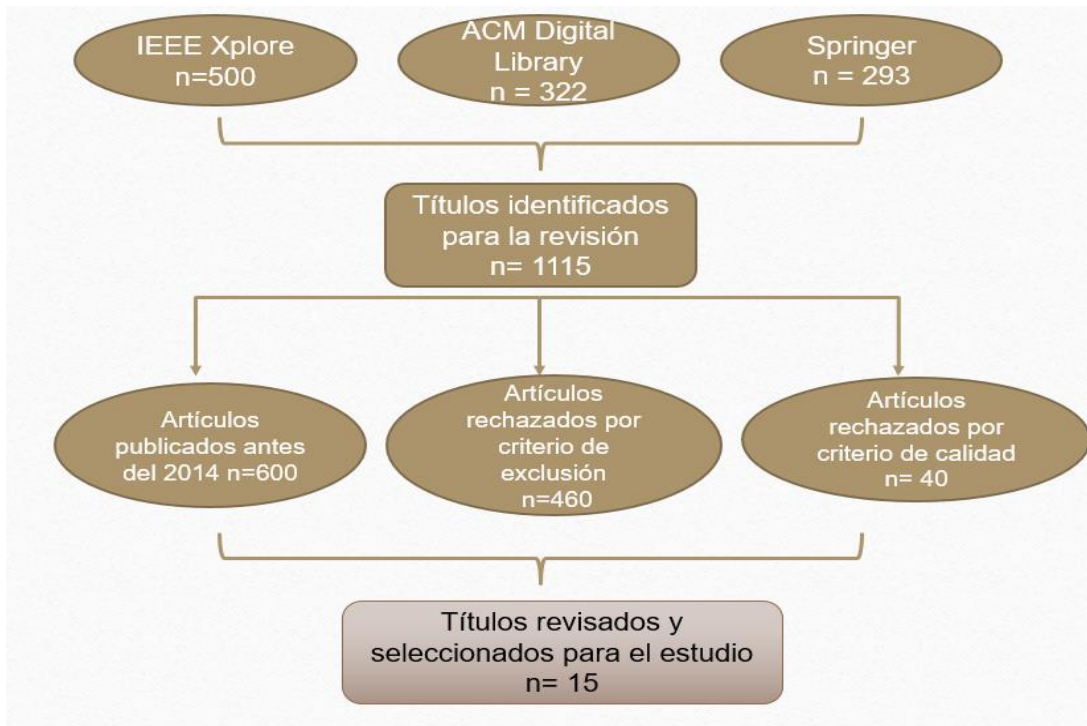 IEEE Xplore
n=500
ACM Digital
Library
n = 322
Springer
n = 293
Títulos identificados
para la revisión
n= 1115
Artículos
publicados antes
del 2014 n=600
Artículos
rechazados por
criterio de
exclusión
n=460
Artículos
rechazados por
criterio de calidad
n= 40
Títulos revisados y
seleccionados para el estudio
n= 15